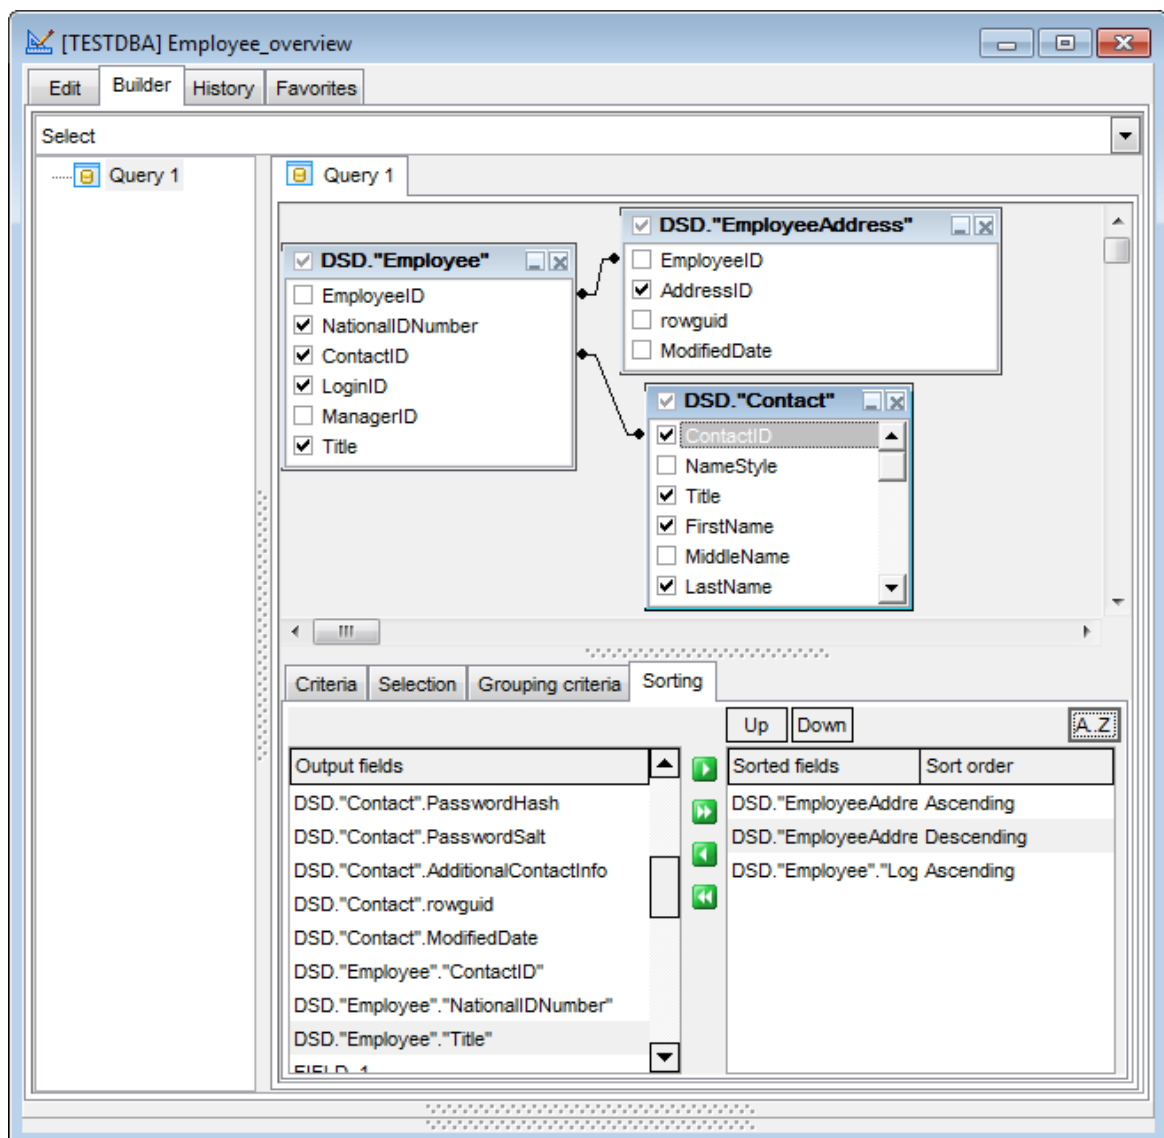 [TESTDBA] Employee_overview
Edit Builder History Favorites
Select
Query 1
Query 1
DSD."EmployeeAddress"
EmployeeID
AddressID
rowguid
ModifiedDate
DSD."Employee"
EmployeeID
NationalIDNumber
ContactID
LoginID
ManagerID
Title
DSD."Contact"
ContactID
NameStyle
Title
FirstName
MiddleName
LastName
Criteria Selection Grouping criteria Sorting
Up Down A..Z
Output fields
DSD."Contact".PasswordHash
DSD."Contact".PasswordSalt
DSD."Contact".AdditionalContactInfo
DSD."Contact".rowguid
DSD."Contact".ModifiedDate
DSD."Employee"."ContactID"
DSD."Employee"."NationalIDNumber"
DSD."Employee"."Title"
FIELD_1
Sorted fields Sort order
DSD."EmployeeAddre Ascending
DSD."EmployeeAddre Descending
DSD."Employee"."Log Ascending